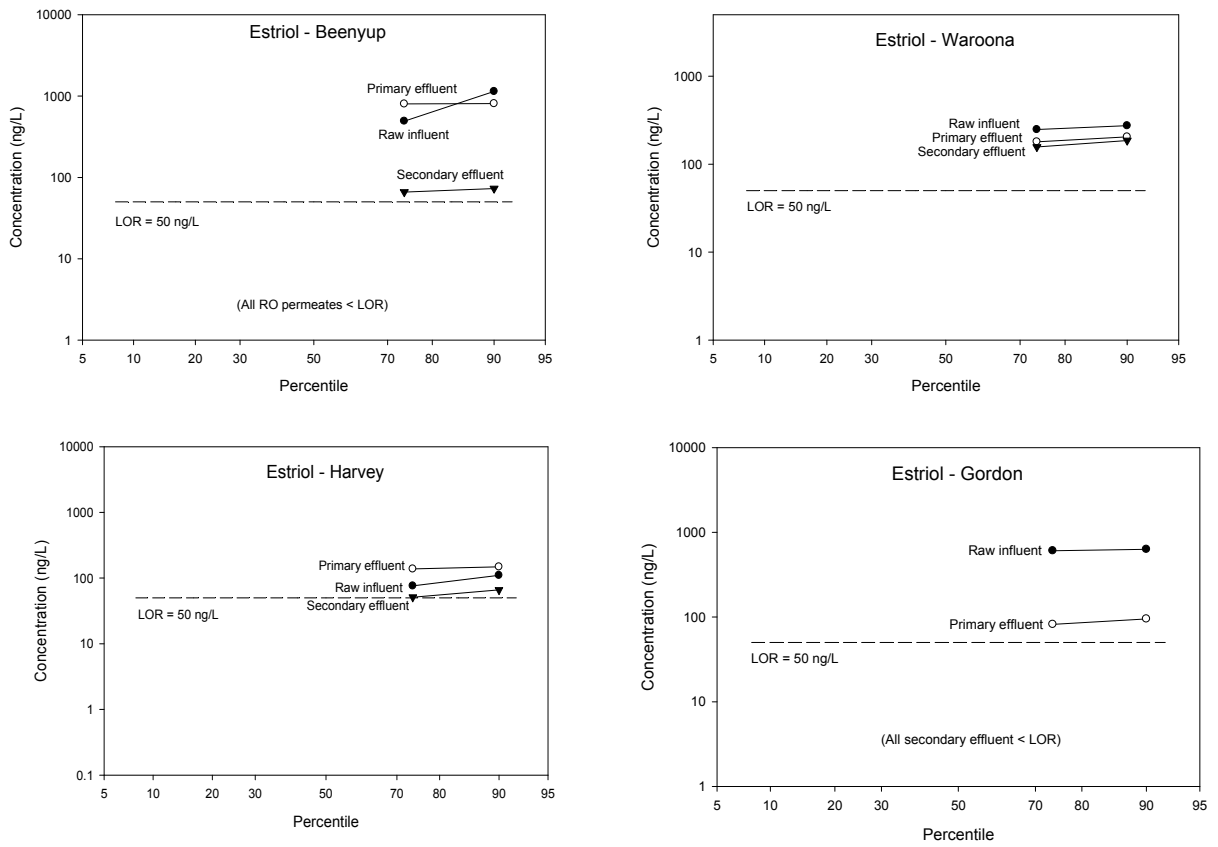 Estriol - Beenyup
Concentration (ng/L)
10000
1000
100
10
1
Primary effluent
Raw influent
Secondary effluent
LOR = 50 ng/L
(All RO permeates < LOR)
5 10 20 30 50 70 80 90 95
Percentile
Estriol - Waroona
Concentration (ng/L)
1000
100
10
1
Raw influent
Primary effluent
Secondary effluent
LOR = 50 ng/L
5 10 20 30 50 70 80 90 95
Percentile
Estriol - Harvey
Concentration (ng/L)
10000
1000
100
10
1
0.1
Primary effluent
Raw influent
Secondary effluent
LOR = 50 ng/L
5 10 20 30 50 70 80 90 95
Percentile
Estriol - Gordon
Concentration (ng/L)
10000
1000
100
10
1
Raw influent
Primary effluent
LOR = 50 ng/L
(All secondary effluent < LOR)
5 10 20 30 50 70 80 90 95
Percentile